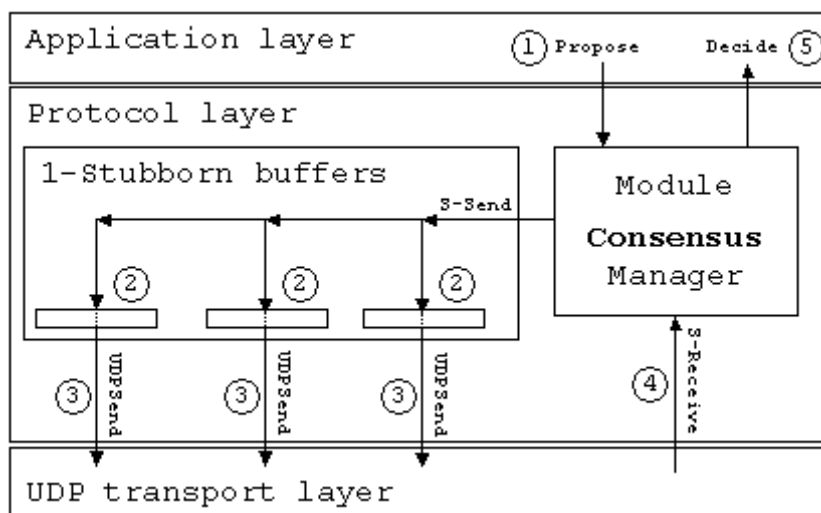 Application layer
1 Propose
Decide 5
Protocol layer
1-Stubborn buffers
S-Send
Module
Consensus
Manager
2
2
2
3
UDPSend
3
UDPSend
3
UDPSend
4
S-Receive
UDP transport layer